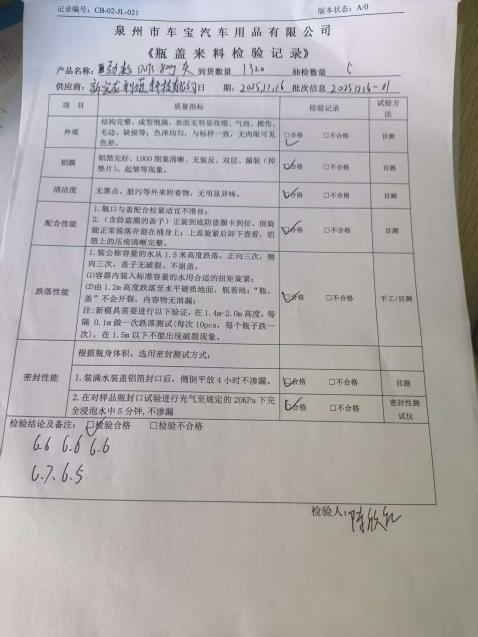 记录编号：CB-02-JL-021 版本状态：A/0
泉州市车宝汽车用品有限公司
《瓶盖来料检验记录》
产品名称： 800g 灰 到货数量 1320 抽检数量 5
供应商： 日期：2025.12.16 批次信息 20251216-01
项目 质量指标 检验记录 试验方法
外观 结构完整、成型饱满、表面无明显收缩、气泡、擦伤、毛边、缺损等；色泽均匀，与标样一致，无肉眼可见色差。 ☑合格 □不合格 目测
铝膜 铝箔完好、LOGO图案清晰、无装反、双层、漏装（掉垫片）、起皱等现象。 ☑合格 □不合格 目测
清洁度 无黑点、脏污等外来附着物，无明显异味。 ☑合格 □不合格 目测
配合性能 1.瓶口与盖配合松紧适宜不滑丝；
2.（含防盗圈的盖子）正旋到底防盗圈卡到位、倒旋能正常脱落并留在桶身上；上盖旋紧后卸下查看，铝箔上的压痕清晰完整。 ☑合格 □不合格 目测
跌落性能 1.装公称容量的水从1.5米高度跌落，正向三次，侧向三次，盖子无破裂、不崩盖。
(1)容器内装入标准容量的水用合适的扭矩旋紧；
(2)由1.2m高度跌落至水平硬质地面，瓶着地；“瓶、盖”不会开裂，内容物无泄漏；
注:新模具需要进行以下验证，在1.4m-2.0m高度，每隔0.1m做一次跌落测试(每次10pcs，每个瓶子跌一次)，在1.5m以下不能出现破裂现象。 ☑合格 □不合格 手工/目测
密封性能 根据瓶身体积，选用密封测试方式：
1.装满水装盖铝箔封口后，侧倒平放4小时不渗漏。 ☑合格 □不合格 目测
2.在对样品瓶封口试验进行充气至规定的20KPa下完全浸泡水中5分钟,不渗漏 ☑合格 □不合格 密封性测试仪
检验结论及备注：☑检验合格 □检验不合格
6.6 6.6 6.6
6.7. 6.5
检验人：陈欣红